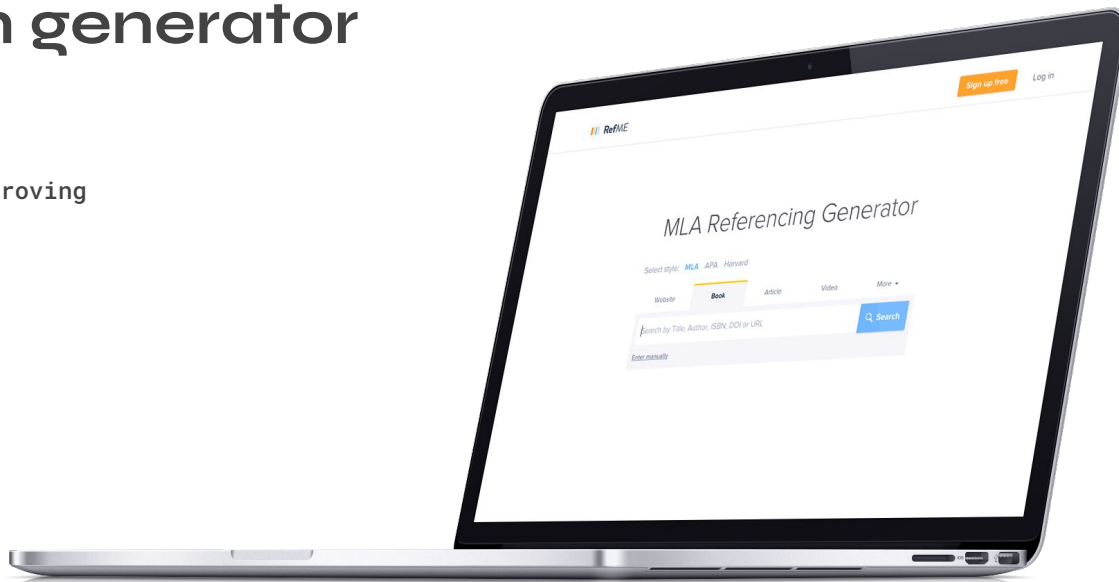 n generator
roving
RefME
Sign up free
Log in
MLA Referencing Generator
Select style: MLA APA Harvard
Website Book Article Video More
Search by Title, Author, ISBN, DOI or URL
Search
Enter manually